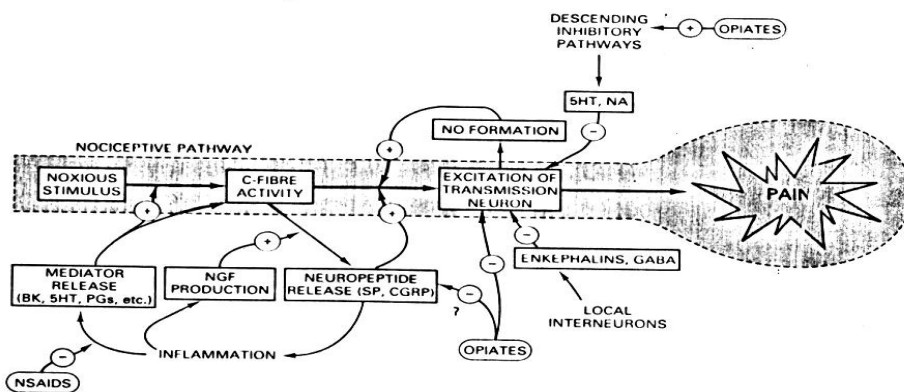 DESCENDING
INHIBITORY
PATHWAYS
+
OPIATES
5HT, NA
−
NO FORMATION
+
NOCICEPTIVE PATHWAY
NOXIOUS
STIMULUS
+
C-FIBRE
ACTIVITY
EXCITATION OF
TRANSMISSION
NEURON
PAIN
+
+
−
−
ENKEPHALINS, GABA
MEDIATOR
RELEASE
(BK, 5HT, PGs, etc.)
NGF
PRODUCTION
NEUROPEPTIDE
RELEASE (SP, CGRP)
−
?
LOCAL
INTERNEURONS
INFLAMMATION
OPIATES
−
NSAIDS